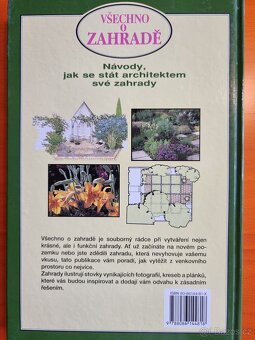 VŠECHNO
O
ZAHRADĚ
Návody,
jak se stát architektem
své zahrady
Všechno o zahradě je souborný rádce při vytváření nejen
krásné, ale i funkční zahrady. Ať už začínáte na novém po-
zemku nebo jste zdědili zahradu, která nevyhovuje vašemu
vkusu, tato publikace vám poradí, jak vytěžit z venkovního
prostoru co nejvíce.
Zahrady ilustrují stovky vynikajících fotografií, kreseb a plánků,
které vás budou inspirovat a dodají vám odvahu k zásadním
řešením.
ISBN